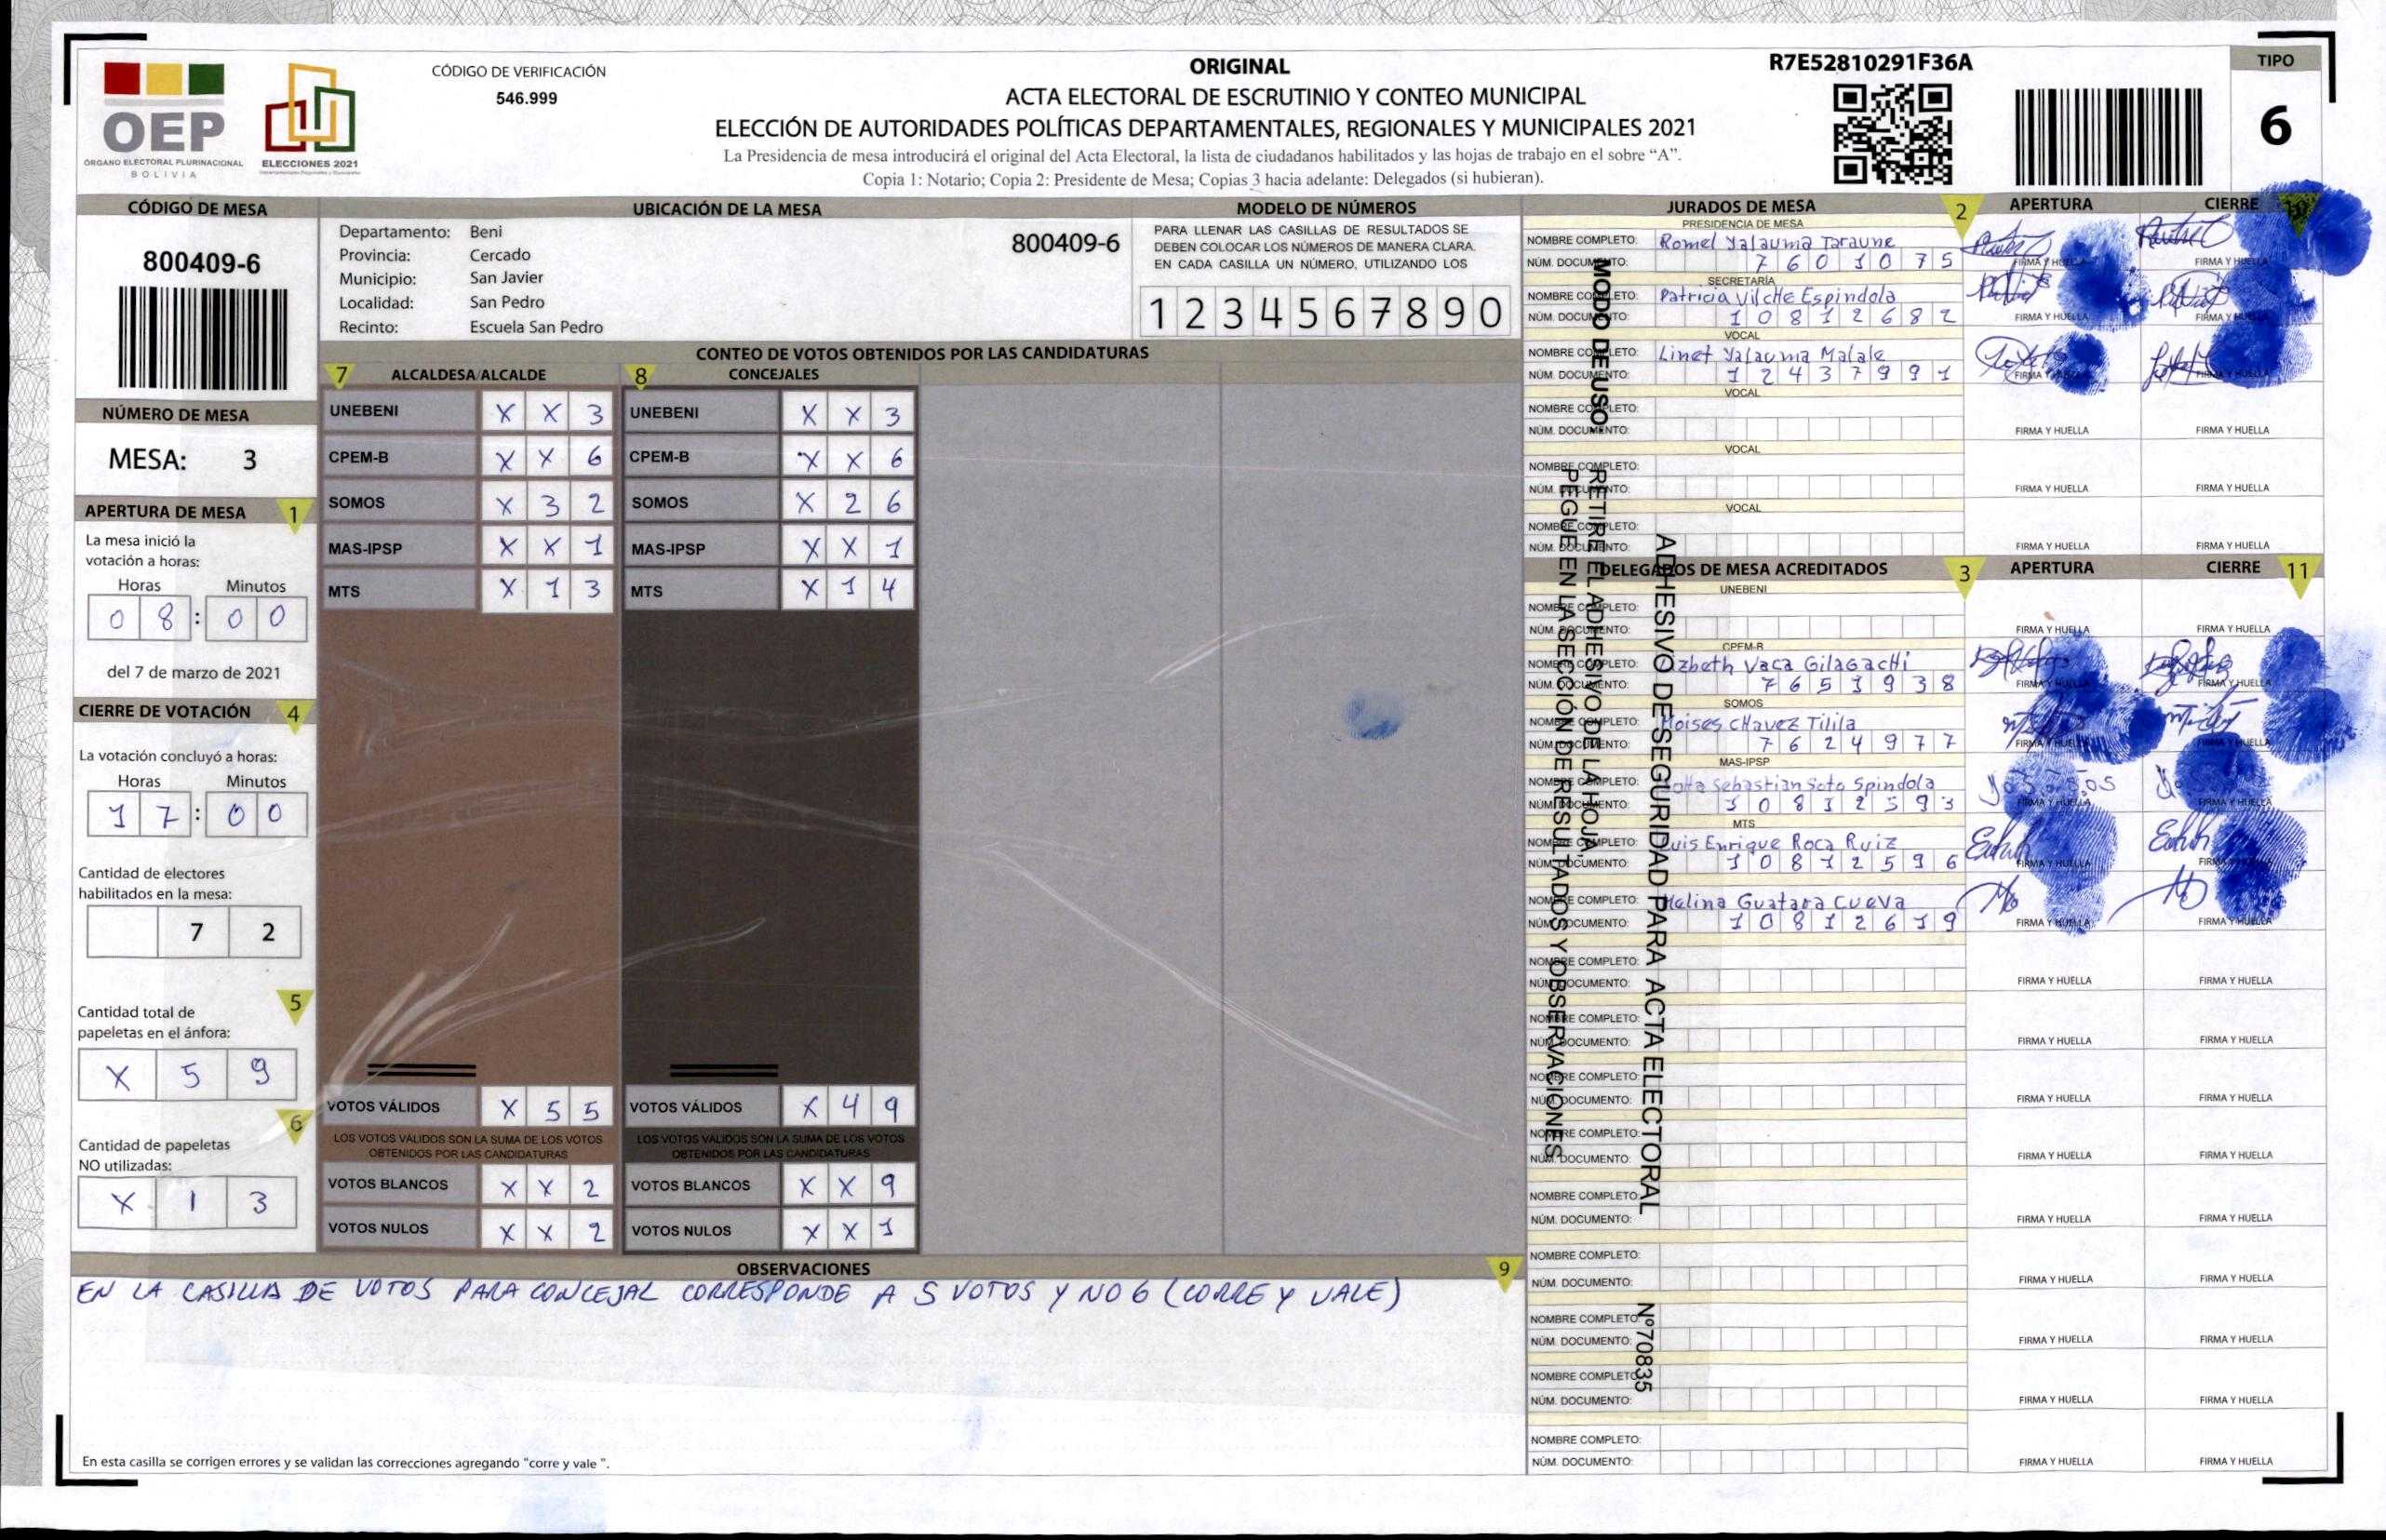 ORIGINAL
R7E52810291F36A
TIPO
6
OEP
ÓRGANO ELECTORAL PLURINACIONAL
BOLIVIA
ELECCIONES 2021
CÓDIGO DE VERIFICACIÓN
546.999
ACTA ELECTORAL DE ESCRUTINIO Y CONTEO MUNICIPAL
ELECCIÓN DE AUTORIDADES POLÍTICAS DEPARTAMENTALES, REGIONALES Y MUNICIPALES 2021
La Presidencia de mesa introducirá el original del Acta Electoral, la lista de ciudadanos habilitados y las hojas de trabajo en el sobre “A”.
Copia 1: Notario; Copia 2: Presidente de Mesa; Copias 3 hacia adelante: Delegados (si hubieran).
CÓDIGO DE MESA
800409-6
NÚMERO DE MESA
MESA: 3
APERTURA DE MESA 1
La mesa inició la
votación a horas:
Horas Minutos
0 8 : 0 0
del 7 de marzo de 2021
CIERRE DE VOTACIÓN 4
La votación concluyó a horas:
Horas Minutos
1 7 : 0 0
Cantidad de electores
habilitados en la mesa:
7 2
5
Cantidad total de
papeletas en el ánfora:
X 5 9
6
Cantidad de papeletas
NO utilizadas:
X 1 3
UBICACIÓN DE LA MESA
Departamento: Beni
Provincia: Cercado
Municipio: San Javier
Localidad: San Pedro
Recinto: Escuela San Pedro
800409-6
MODELO DE NÚMEROS
PARA LLENAR LAS CASILLAS DE RESULTADOS SE
DEBEN COLOCAR LOS NÚMEROS DE MANERA CLARA.
EN CADA CASILLA UN NÚMERO, UTILIZANDO LOS
1 2 3 4 5 6 7 8 9 0
CONTEO DE VOTOS OBTENIDOS POR LAS CANDIDATURAS
7 ALCALDESA/ALCALDE
UNEBENI X X 3
CPEM-B X X 6
SOMOS X 3 2
MAS-IPSP X X 1
MTS X 1 3
VOTOS VÁLIDOS X 5 5
LOS VOTOS VÁLIDOS SON LA SUMA DE LOS VOTOS
OBTENIDOS POR LAS CANDIDATURAS
VOTOS BLANCOS X X 2
VOTOS NULOS X X 2
8 CONCEJALES
UNEBENI X X 3
CPEM-B X X 6
SOMOS X 2 6
MAS-IPSP X X 1
MTS X 1 4
VOTOS VÁLIDOS X 4 9
LOS VOTOS VÁLIDOS SON LA SUMA DE LOS VOTOS
OBTENIDOS POR LAS CANDIDATURAS
VOTOS BLANCOS X X 9
VOTOS NULOS X X 1
OBSERVACIONES 9
EN LA CASILLA DE VOTOS PARA CONCEJAL CORRESPONDE A 5 VOTOS Y NO 6 (CORRE Y VALE)
En esta casilla se corrigen errores y se validan las correcciones agregando "corre y vale ".
JURADOS DE MESA 2 APERTURA CIERRE
PRESIDENCIA DE MESA
NOMBRE COMPLETO: Romel Yalauma Taraune
NÚM. DOCUMENTO: 7 6 0 1 0 7 5 FIRMA Y HUELLA FIRMA Y HUELLA
SECRETARÍA
NOMBRE COMPLETO: Patricia Vilche Espindola
NÚM. DOCUMENTO: 1 0 8 1 2 6 8 2 FIRMA Y HUELLA FIRMA Y HUELLA
VOCAL
NOMBRE COMPLETO: Linet Yalauma Malale
NÚM. DOCUMENTO: 1 2 4 3 7 9 9 1 FIRMA Y HUELLA FIRMA Y HUELLA
VOCAL
NOMBRE COMPLETO:
NÚM. DOCUMENTO: FIRMA Y HUELLA FIRMA Y HUELLA
VOCAL
NOMBRE COMPLETO:
NÚM. DOCUMENTO: FIRMA Y HUELLA FIRMA Y HUELLA
VOCAL
NOMBRE COMPLETO:
NÚM. DOCUMENTO: FIRMA Y HUELLA FIRMA Y HUELLA
DELEGADOS DE MESA ACREDITADOS 3 APERTURA CIERRE 11
UNEBENI
NOMBRE COMPLETO:
NÚM. DOCUMENTO: FIRMA Y HUELLA FIRMA Y HUELLA
CPEM-B
NOMBRE COMPLETO: Lizbeth Vaca Gilagachi
NÚM. DOCUMENTO: 7 6 5 1 9 3 8 FIRMA Y HUELLA FIRMA Y HUELLA
SOMOS
NOMBRE COMPLETO: Moises Chavez Tilila
NÚM. DOCUMENTO: 7 6 2 4 9 7 7 FIRMA Y HUELLA FIRMA Y HUELLA
MAS-IPSP
NOMBRE COMPLETO: Sebastian Soto Spindola
NÚM. DOCUMENTO: 1 0 8 1 2 5 9 3 FIRMA Y HUELLA FIRMA Y HUELLA
MTS
NOMBRE COMPLETO: Luis Enrique Roca Ruiz
NÚM. DOCUMENTO: 1 0 8 1 2 5 9 6 FIRMA Y HUELLA FIRMA Y HUELLA
NOMBRE COMPLETO: Melina Guatara Cueva
NÚM. DOCUMENTO: 1 0 8 1 2 6 1 9 FIRMA Y HUELLA FIRMA Y HUELLA
NOMBRE COMPLETO:
NÚM. DOCUMENTO: FIRMA Y HUELLA FIRMA Y HUELLA
NOMBRE COMPLETO:
NÚM. DOCUMENTO: FIRMA Y HUELLA FIRMA Y HUELLA
NOMBRE COMPLETO:
NÚM. DOCUMENTO: FIRMA Y HUELLA FIRMA Y HUELLA
NOMBRE COMPLETO:
NÚM. DOCUMENTO: FIRMA Y HUELLA FIRMA Y HUELLA
NOMBRE COMPLETO:
NÚM. DOCUMENTO: FIRMA Y HUELLA FIRMA Y HUELLA
NOMBRE COMPLETO:
NÚM. DOCUMENTO: FIRMA Y HUELLA FIRMA Y HUELLA
NOMBRE COMPLETO:
NÚM. DOCUMENTO: FIRMA Y HUELLA FIRMA Y HUELLA
NOMBRE COMPLETO:
NÚM. DOCUMENTO: FIRMA Y HUELLA FIRMA Y HUELLA
NOMBRE COMPLETO:
NÚM. DOCUMENTO: FIRMA Y HUELLA FIRMA Y HUELLA
MODO DE USO
RETIRE EL ADHESIVO DE LA HOJA,
PEGUE EN LA SECCIÓN DE RESULTADOS Y OBSERVACIONES
ADHESIVO DE SEGURIDAD PARA ACTA ELECTORAL
Nº70835